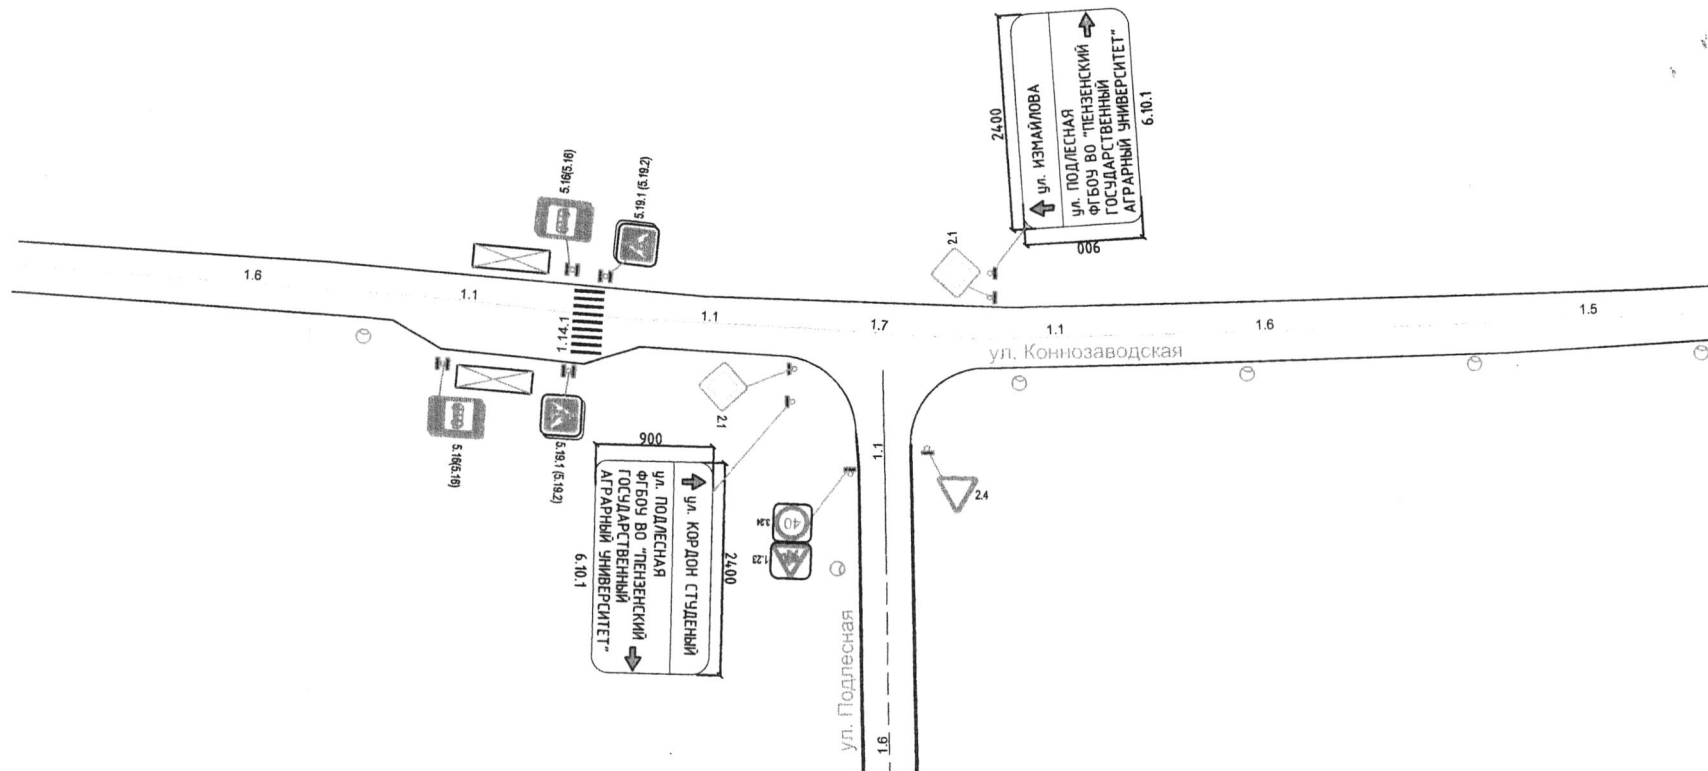 2400
ул. ИЗМАЙЛОВА
ул. ПОДЛЕСНАЯ
ФГБОУ ВО "ПЕНЗЕНСКИЙ
ГОСУДАРСТВЕННЫЙ
АГРАРНЫЙ УНИВЕРСИТЕТ"
6.10.1
900
5.16(5.16)
5.19.1 (5.19.2)
2.1
1.6
1.1
1.14.1
1.1
1.7
1.1
1.6
1.5
ул. Коннозаводская
2.1
5.16(5.16)
5.19.1 (5.19.2)
900
ул. КОРДОН СТУДЕНЫЙ
ул. ПОДЛЕСНАЯ
ФГБОУ ВО "ПЕНЗЕНСКИЙ
ГОСУДАРСТВЕННЫЙ
АГРАРНЫЙ УНИВЕРСИТЕТ"
6.10.1
2400
3.24
40
1.23
1.1
2.4
ул. Подлесная
1.6